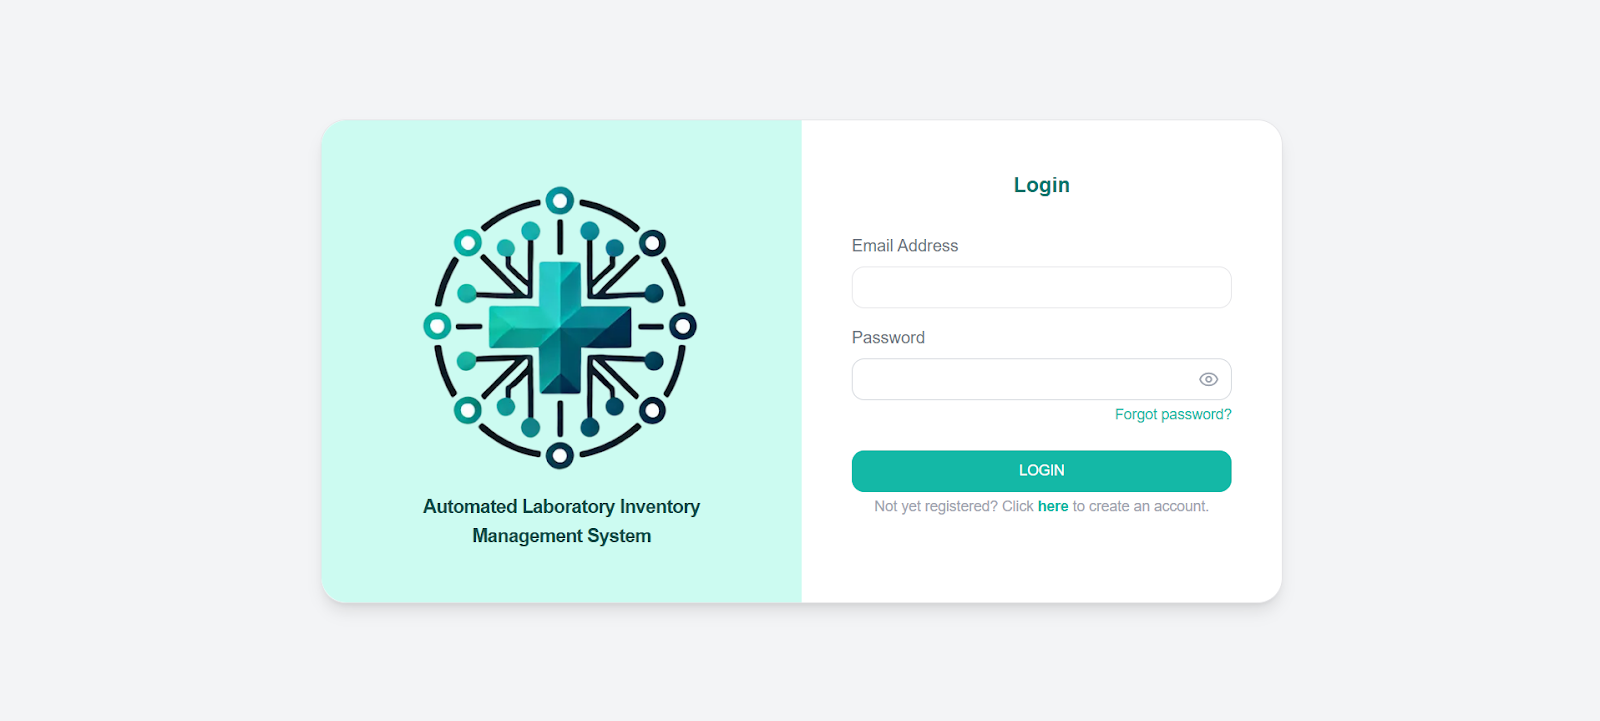 Automated Laboratory Inventory
Management System
Login
Email Address
Password
Forgot password?
LOGIN
Not yet registered? Click here to create an account.